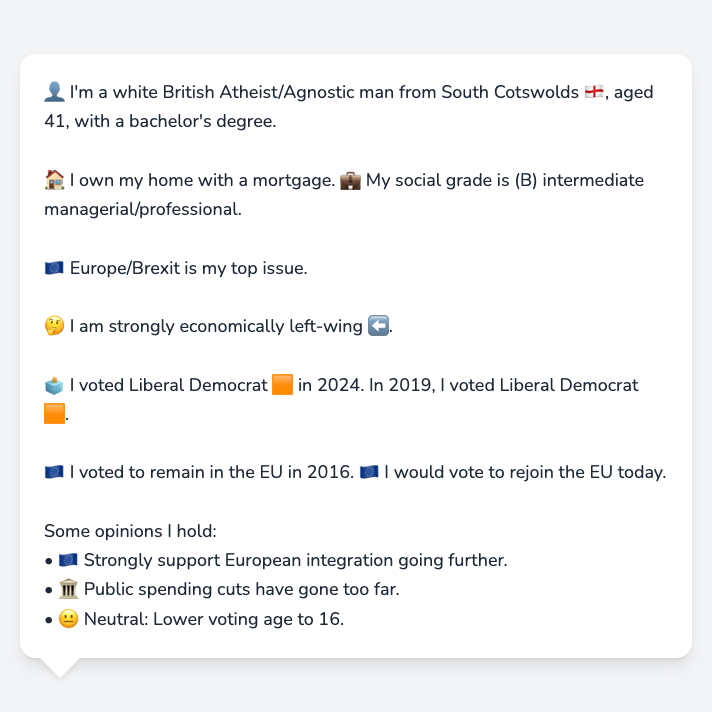 👤 I'm a white British Atheist/Agnostic man from South Cotswolds 🏴󠁧󠁢󠁥󠁮󠁧󠁿, aged
41, with a bachelor's degree.
🏠 I own my home with a mortgage. 💼 My social grade is (B) intermediate
managerial/professional.
🇪🇺 Europe/Brexit is my top issue.
🤔 I am strongly economically left-wing ⬅️.
🗳️ I voted Liberal Democrat 🟧 in 2024. In 2019, I voted Liberal Democrat
🟧.
🇪🇺 I voted to remain in the EU in 2016. 🇪🇺 I would vote to rejoin the EU today.
Some opinions I hold:
• 🇪🇺 Strongly support European integration going further.
• 🏛️ Public spending cuts have gone too far.
• 😐 Neutral: Lower voting age to 16.